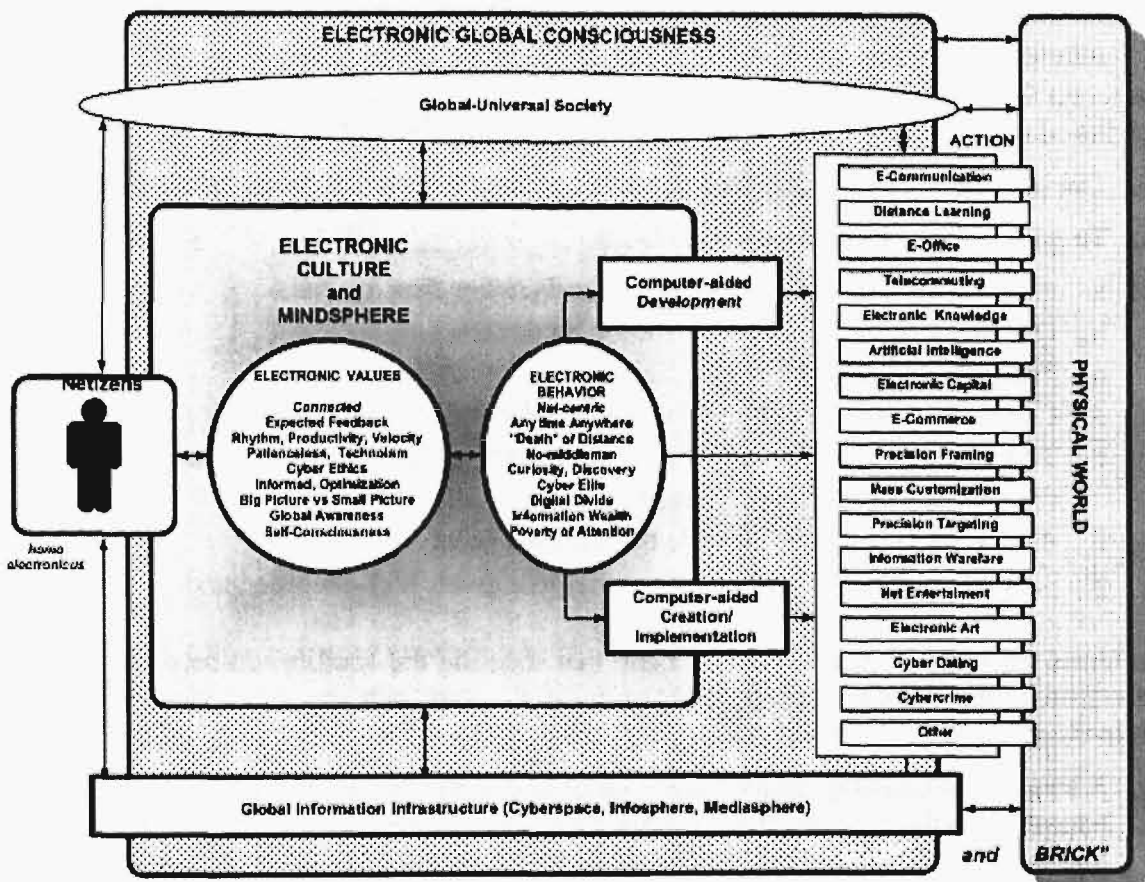 ELECTRONIC GLOBAL CONSCIOUSNESS
Global-Universal Society
ACTION
E-Communication
Distance Learning
E-Office
Telecommuting
Electronic Knowledge
Artificial Intelligence
Electronic Capital
E-Commerce
Precision Framing
Mass Customization
Precision Targeting
Information Warefare
Net Entertaiment
Electronic Art
Cyber Dating
Cybercrime
Other
PHYSICAL WORLD
ELECTRONIC
CULTURE
and
MINDSPHERE
Computer-aided
Development
Netizens
homo
electronicus
ELECTRONIC VALUES
Connected
Expected Feedback
Rhythm, Productivity, Velocity
Patienceless, Technoism
Cyber Ethics
Informed, Optimization
Big Picture vs Small Picture
Global Awareness
Self-Consciousness
ELECTRONIC
BEHAVIOR
Net-centric
Any time Anywhere
"Death" of Distance
No-middleman
Curiosity, Discovery
Cyber Elite
Digital Divide
Information Wealth
Poverty of Attention
Computer-aided
Creation/
Implementation
Global Information Infrastructure (Cyberspace, Infosphere, Mediasphere)
and BRICK"